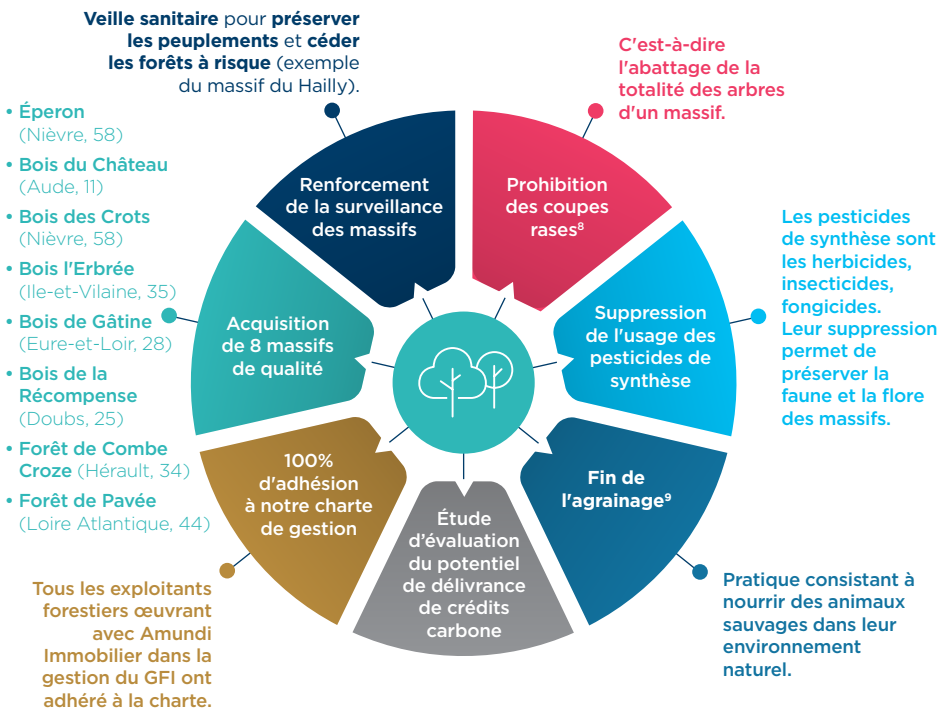 Veille sanitaire pour préserver
les peuplements et céder
les forêts à risque (exemple
du massif du Hailly).
C'est-à-dire
l'abattage de la
totalité des arbres
d'un massif.
• Éperon
(Nièvre, 58)
• Bois du Château
(Aude, 11)
• Bois des Crots
(Nièvre, 58)
• Bois l'Erbrée
(Ile-et-Vilaine, 35)
• Bois de Gâtine
(Eure-et-Loir, 28)
• Bois de la
Récompense
(Doubs, 25)
• Forêt de Combe
Croze (Hérault, 34)
• Forêt de Pavée
(Loire Atlantique, 44)
Renforcement
de la surveillance
des massifs
Prohibition
des coupes
rases⁸
Acquisition
de 8 massifs
de qualité
Suppression
de l'usage des
pesticides de
synthèse
Les pesticides
de synthèse sont
les herbicides,
insecticides,
fongicides.
Leur suppression
permet de
préserver la
faune et la flore
des massifs.
100%
d'adhésion
à notre charte
de gestion
Étude
d’évaluation
du potentiel
de délivrance
de crédits
carbone
Fin de
l'agrainage⁹
Tous les exploitants
forestiers œuvrant
avec Amundi
Immobilier dans la
gestion du GFI ont
adhéré à la charte.
Pratique consistant à
nourrir des animaux
sauvages dans leur
environnement
naturel.